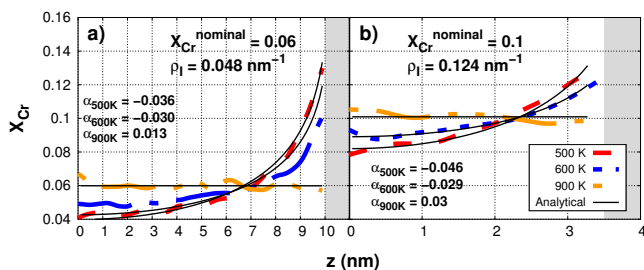 a)
X_Cr^nominal = 0.06
ρ_I = 0.048 nm⁻¹
α_500K = −0.036
α_600K = −0.030
α_900K = 0.013
b)
X_Cr^nominal = 0.1
ρ_I = 0.124 nm⁻¹
α_500K = −0.046
α_600K = −0.029
α_900K = 0.03
500 K
600 K
900 K
Analytical
X_Cr
0.16
0.14
0.12
0.1
0.08
0.06
0.04
0 1 2 3 4 5 6 7 8 9 10
0 1 2 3 4
z (nm)